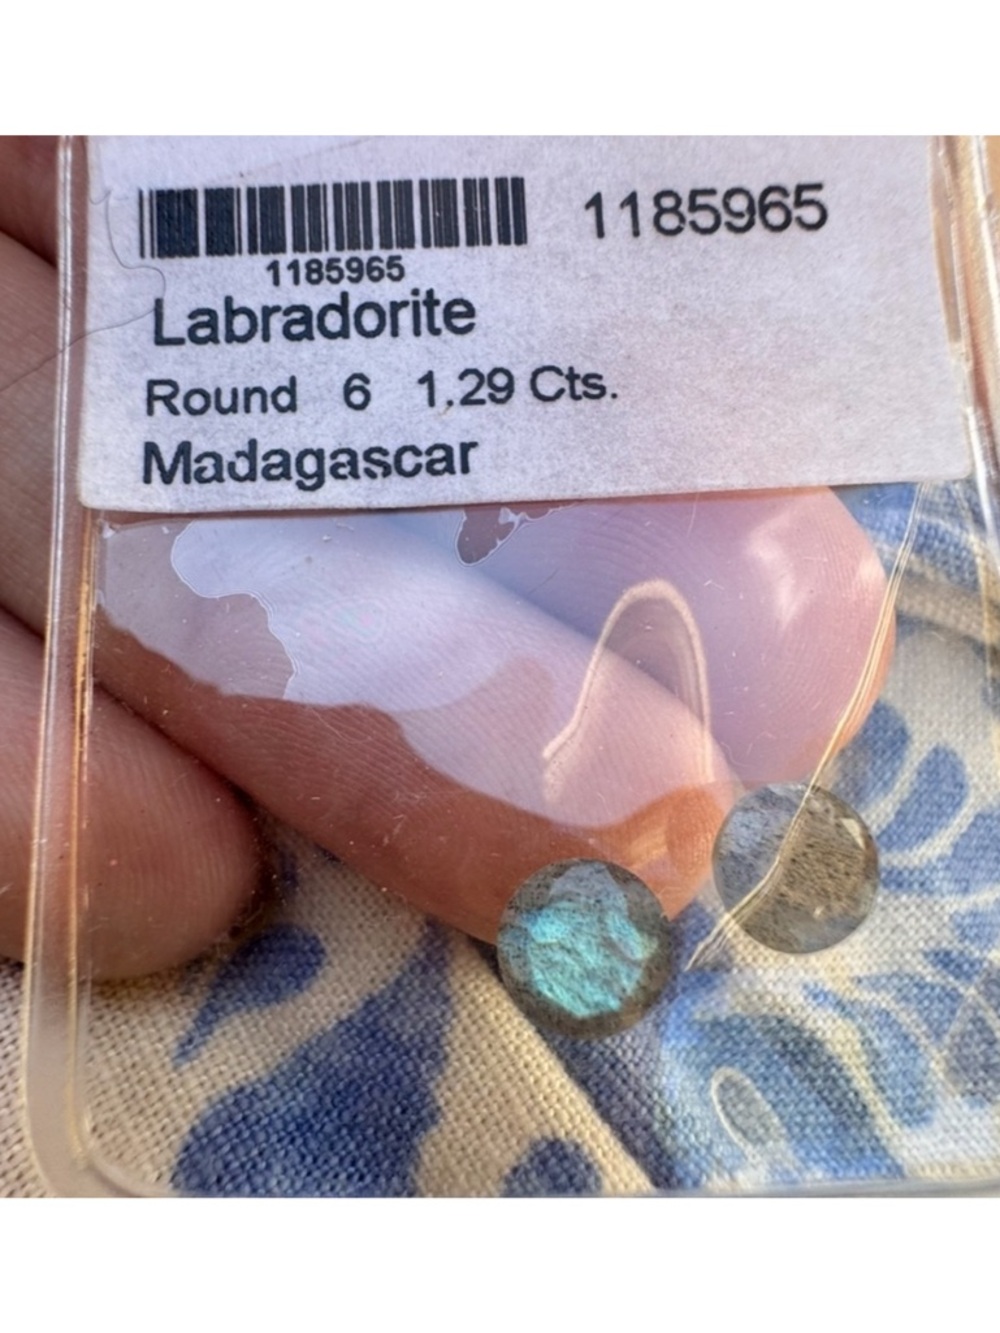 1185965
1185965
Labradorite
Round 6 1.29 Cts.
Madagascar